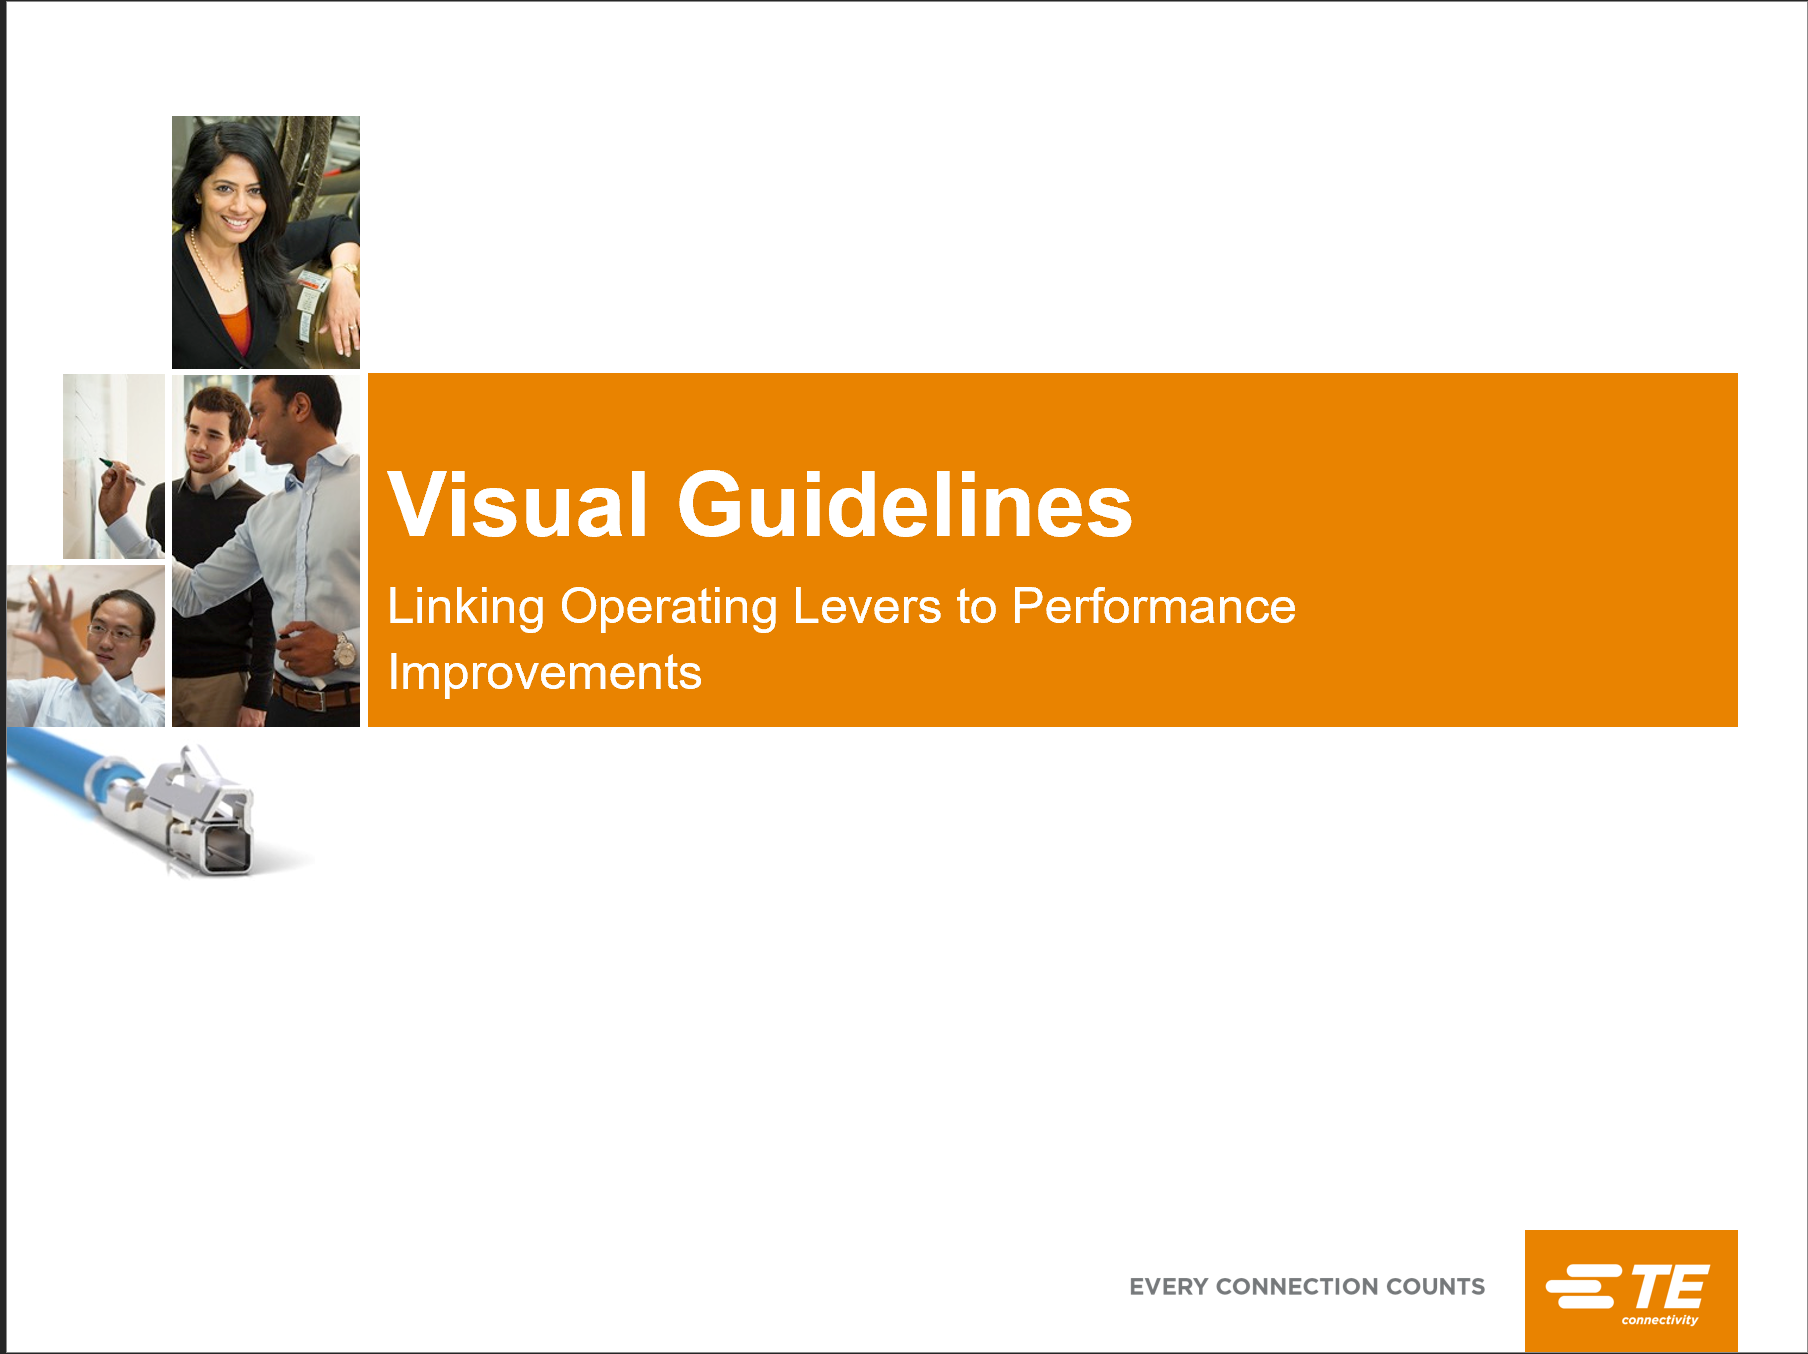 Visual Guidelines
Linking Operating Levers to Performance
Improvements
EVERY CONNECTION COUNTS
TE
connectivity